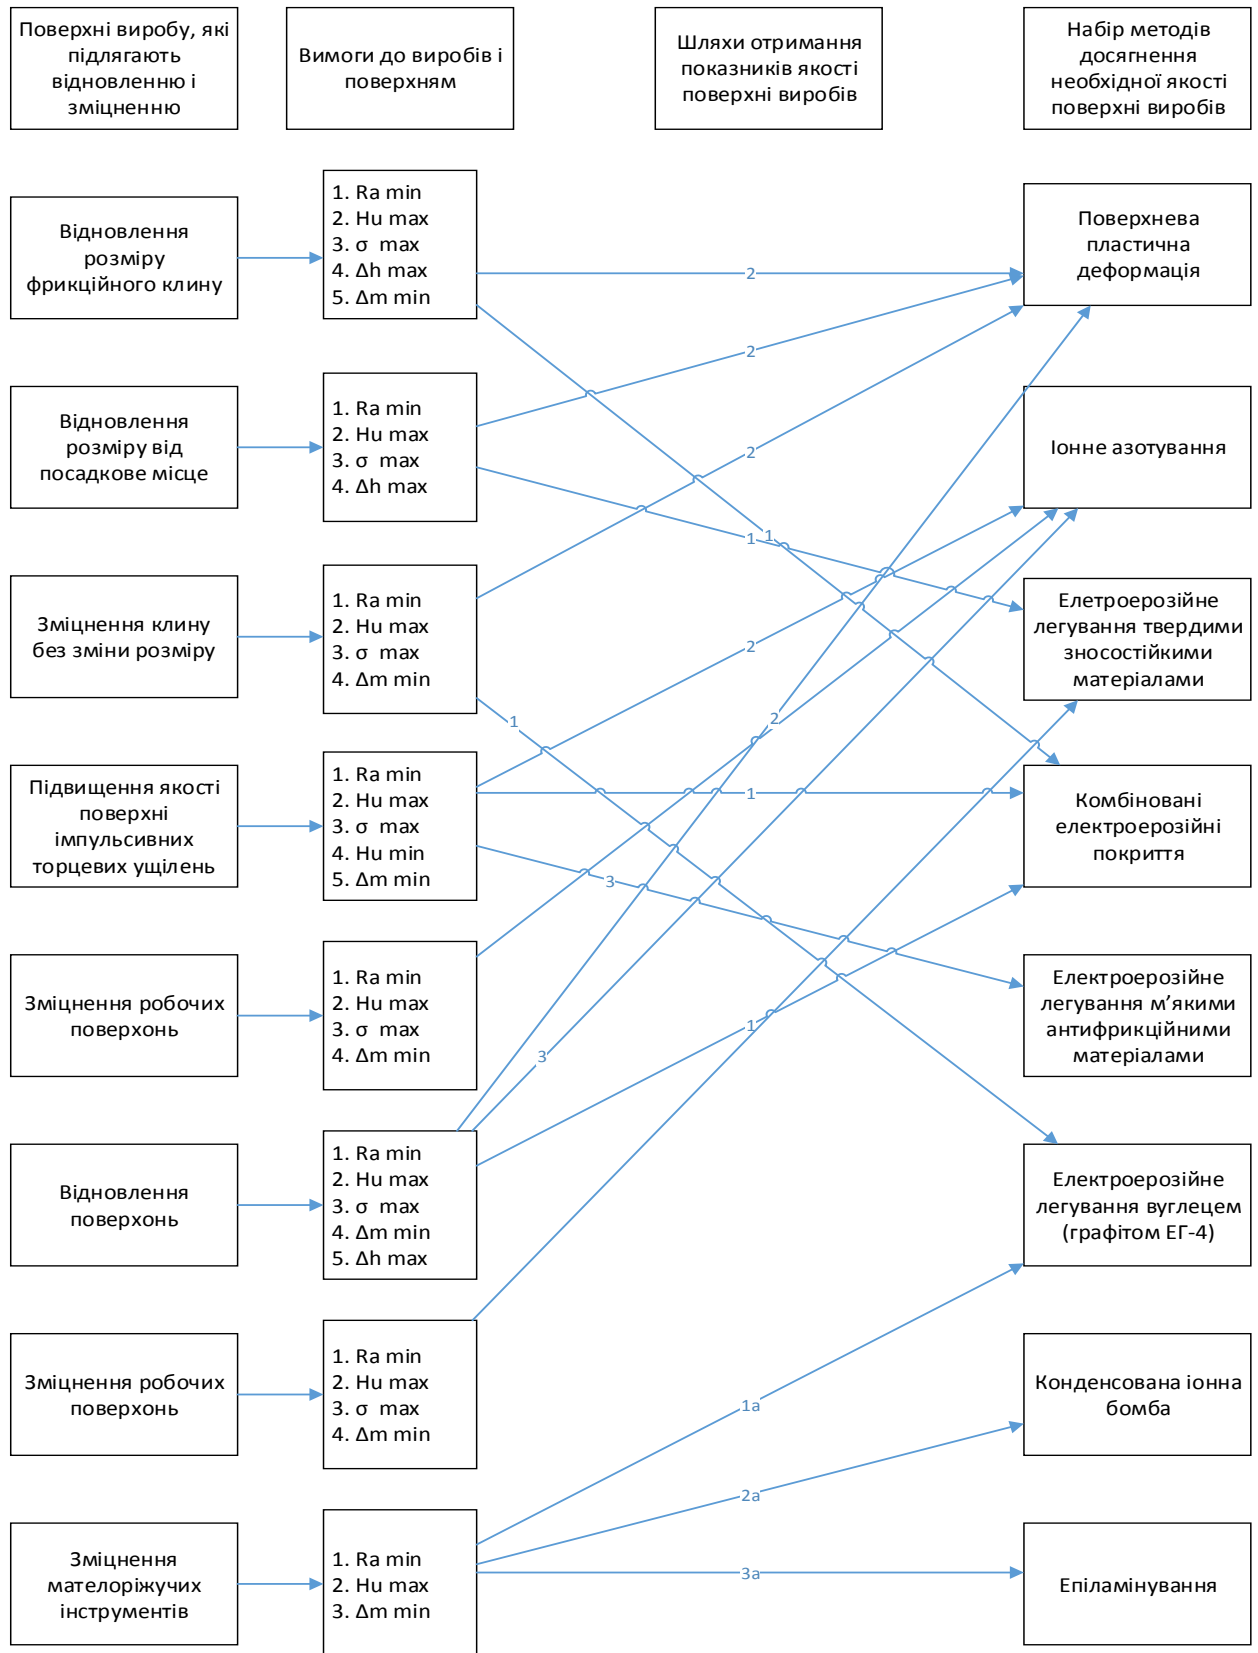 Поверхні виробу, які
підлягають
відновленню і
зміцненню
Вимоги до виробів і
поверхням
Шляхи отримання
показників якості
поверхні виробів
Набір методів
досягнення
необхідної якості
поверхні виробів
Відновлення
розміру
фрикційного клину
1. Ra min
2. Hu max
3. σ max
4. Δh max
5. Δm min
2
Поверхнева
пластична
деформація
Відновлення
розміру від
посадкове місце
1. Ra min
2. Hu max
3. σ max
4. Δh max
2
2
1
1
Іонне азотування
Зміцнення клину
без зміни розміру
1. Ra min
2. Hu max
3. σ max
4. Δm min
2
2
1
Елетроерозійне
легування твердими
зносостійкими
матеріалами
Підвищення якості
поверхні
імпульсивних
торцевих ущілень
1. Ra min
2. Hu max
3. σ max
4. Hu min
5. Δm min
1
3
Комбіновані
електроерозійні
покриття
Зміцнення робочих
поверхонь
1. Ra min
2. Hu max
3. σ max
4. Δm min
1
3
Електроерозійне
легування м’якими
антифрикційними
матеріалами
Відновлення
поверхонь
1. Ra min
2. Hu max
3. σ max
4. Δm min
5. Δh max
Електроерозійне
легування вуглецем
(графітом ЕГ-4)
Зміцнення робочих
поверхонь
1. Ra min
2. Hu max
3. σ max
4. Δm min
1а
2а
Конденсована іонна
бомба
Зміцнення
мателоріжучих
інструментів
1. Ra min
2. Hu max
3. Δm min
3а
Епіламінування